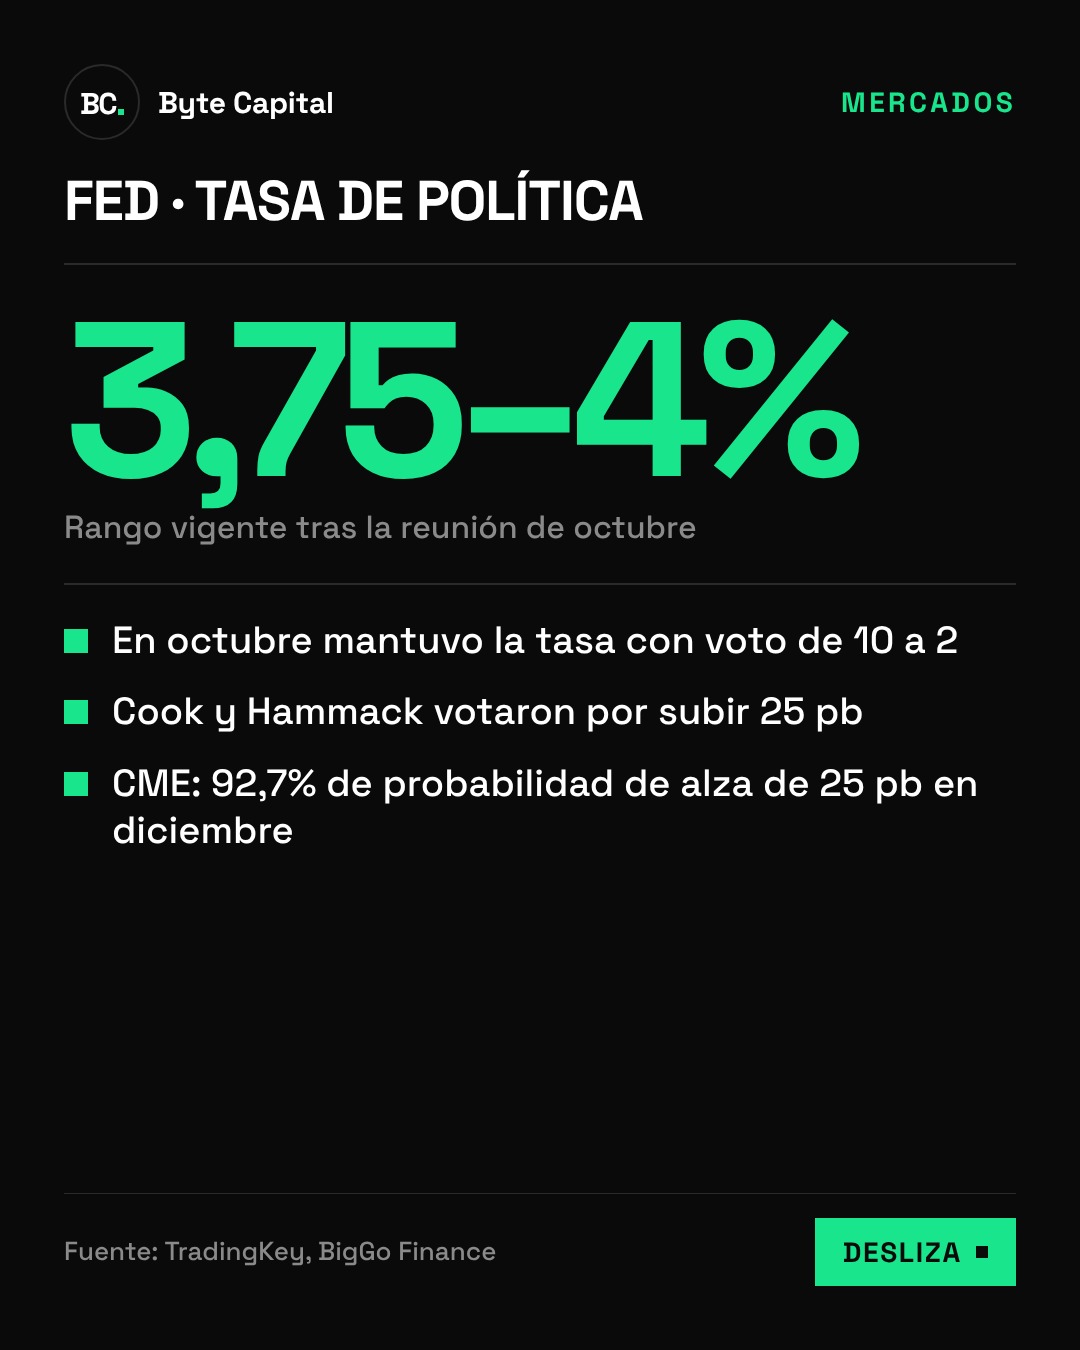 BC.
Byte Capital
MERCADOS
FED · TASA DE POLÍTICA
3,75–4%
Rango vigente tras la reunión de octubre
En octubre mantuvo la tasa con voto de 10 a 2
Cook y Hammack votaron por subir 25 pb
CME: 92,7% de probabilidad de alza de 25 pb en
diciembre
Fuente: TradingKey, BigGo Finance
DESLIZA